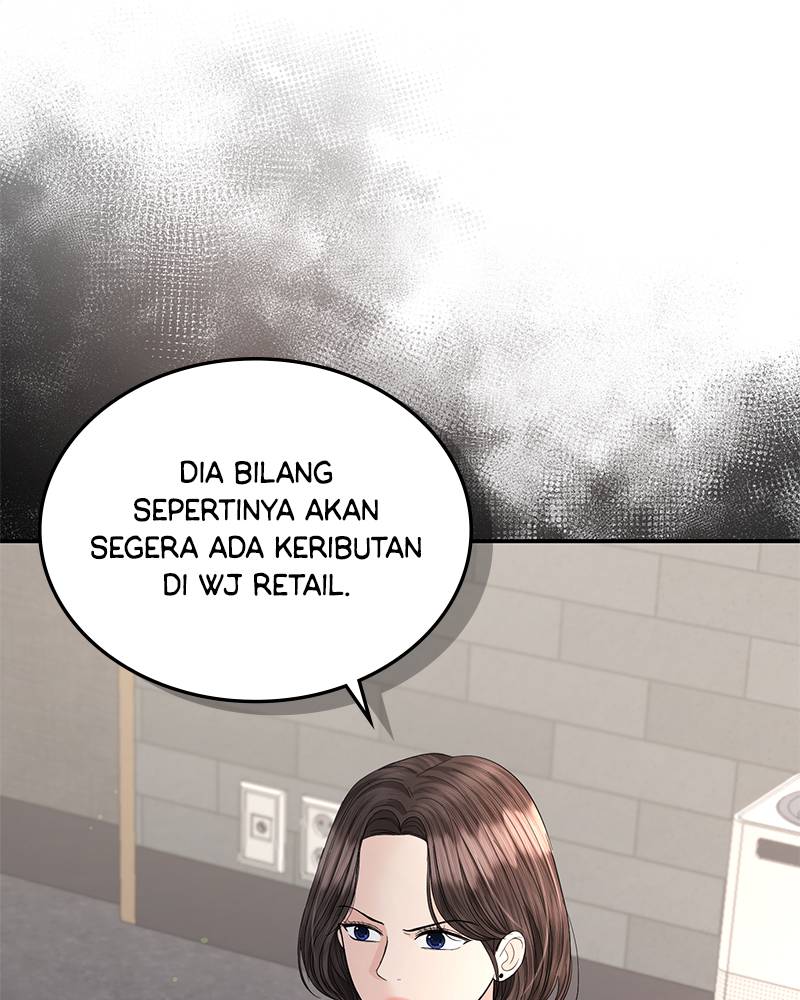 DIA BILANG
SEPERTINYA AKAN
SEGERA ADA KERIBUTAN
DI WJ RETAIL.